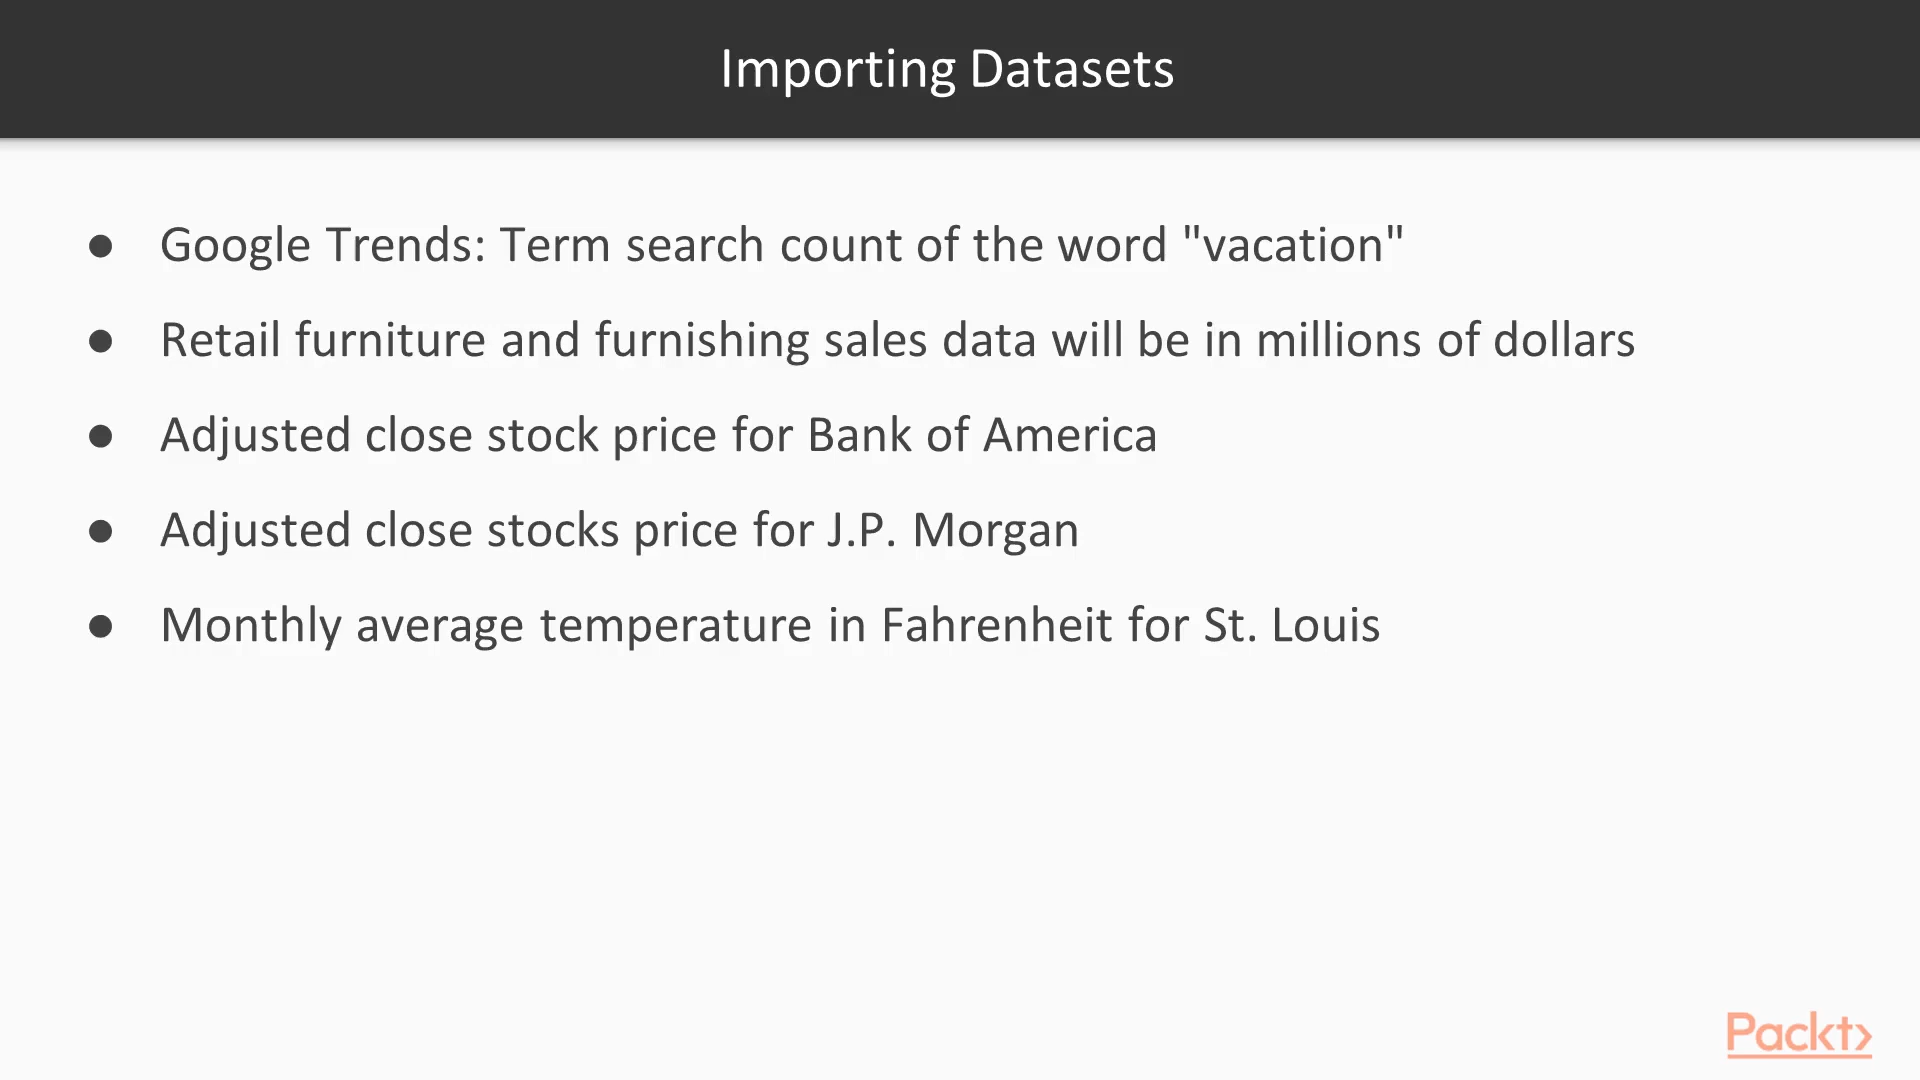 Importing Datasets
● Google Trends: Term search count of the word "vacation"
● Retail furniture and furnishing sales data will be in millions of dollars
● Adjusted close stock price for Bank of America
● Adjusted close stocks price for J.P. Morgan
● Monthly average temperature in Fahrenheit for St. Louis
Packt>